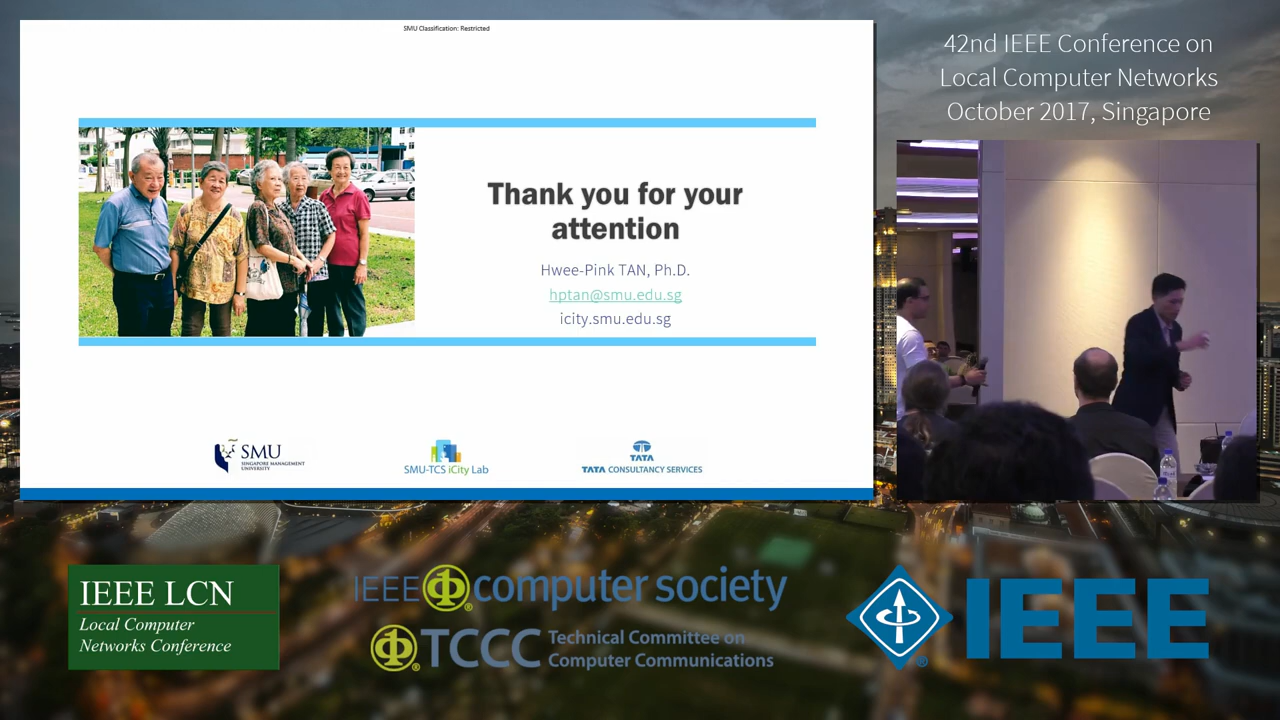 SMU Classification: Restricted
Thank you for your
attention
Hwee-Pink TAN, Ph.D.
hptan@smu.edu.sg
icity.smu.edu.sg
SMU
SINGAPORE MANAGEMENT
UNIVERSITY
SMU-TCS iCity Lab
TATA
TATA CONSULTANCY SERVICES
42nd IEEE Conference on
Local Computer Networks
October 2017, Singapore
IEEE LCN
Local Computer
Networks Conference
IEEE computer society
TCCC Technical Committee on
Computer Communications
IEEE